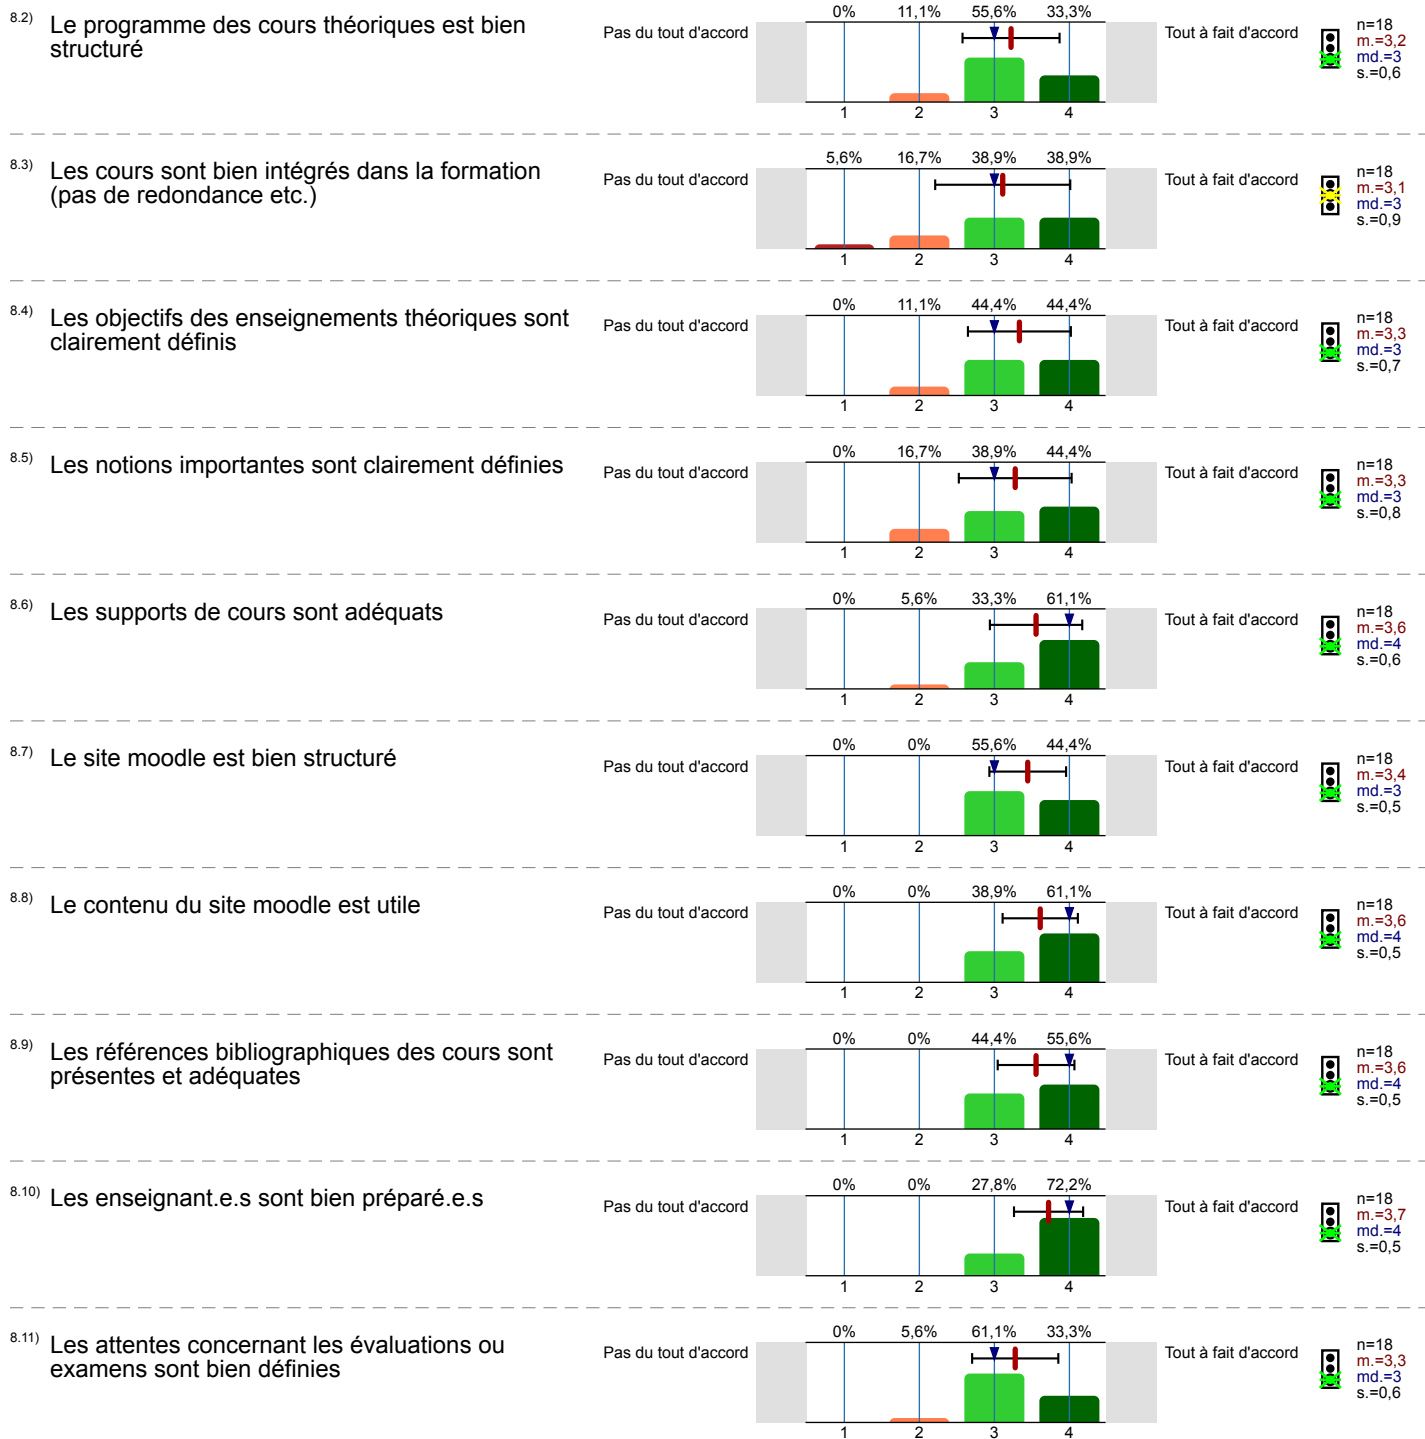 8.2) Le programme des cours théoriques est bien
structuré
Pas du tout d'accord
0% 11,1% 55,6% 33,3%
1 2 3 4
Tout à fait d'accord
n=18
m.=3,2
md.=3
s.=0,6
8.3) Les cours sont bien intégrés dans la formation
(pas de redondance etc.)
Pas du tout d'accord
5,6% 16,7% 38,9% 38,9%
1 2 3 4
Tout à fait d'accord
n=18
m.=3,1
md.=3
s.=0,9
8.4) Les objectifs des enseignements théoriques sont
clairement définis
Pas du tout d'accord
0% 11,1% 44,4% 44,4%
1 2 3 4
Tout à fait d'accord
n=18
m.=3,3
md.=3
s.=0,7
8.5) Les notions importantes sont clairement définies
Pas du tout d'accord
0% 16,7% 38,9% 44,4%
1 2 3 4
Tout à fait d'accord
n=18
m.=3,3
md.=3
s.=0,8
8.6) Les supports de cours sont adéquats
Pas du tout d'accord
0% 5,6% 33,3% 61,1%
1 2 3 4
Tout à fait d'accord
n=18
m.=3,6
md.=4
s.=0,6
8.7) Le site moodle est bien structuré
Pas du tout d'accord
0% 0% 55,6% 44,4%
1 2 3 4
Tout à fait d'accord
n=18
m.=3,4
md.=3
s.=0,5
8.8) Le contenu du site moodle est utile
Pas du tout d'accord
0% 0% 38,9% 61,1%
1 2 3 4
Tout à fait d'accord
n=18
m.=3,6
md.=4
s.=0,5
8.9) Les références bibliographiques des cours sont
présentes et adéquates
Pas du tout d'accord
0% 0% 44,4% 55,6%
1 2 3 4
Tout à fait d'accord
n=18
m.=3,6
md.=4
s.=0,5
8.10) Les enseignant.e.s sont bien préparé.e.s
Pas du tout d'accord
0% 0% 27,8% 72,2%
1 2 3 4
Tout à fait d'accord
n=18
m.=3,7
md.=4
s.=0,5
8.11) Les attentes concernant les évaluations ou
examens sont bien définies
Pas du tout d'accord
0% 5,6% 61,1% 33,3%
1 2 3 4
Tout à fait d'accord
n=18
m.=3,3
md.=3
s.=0,6